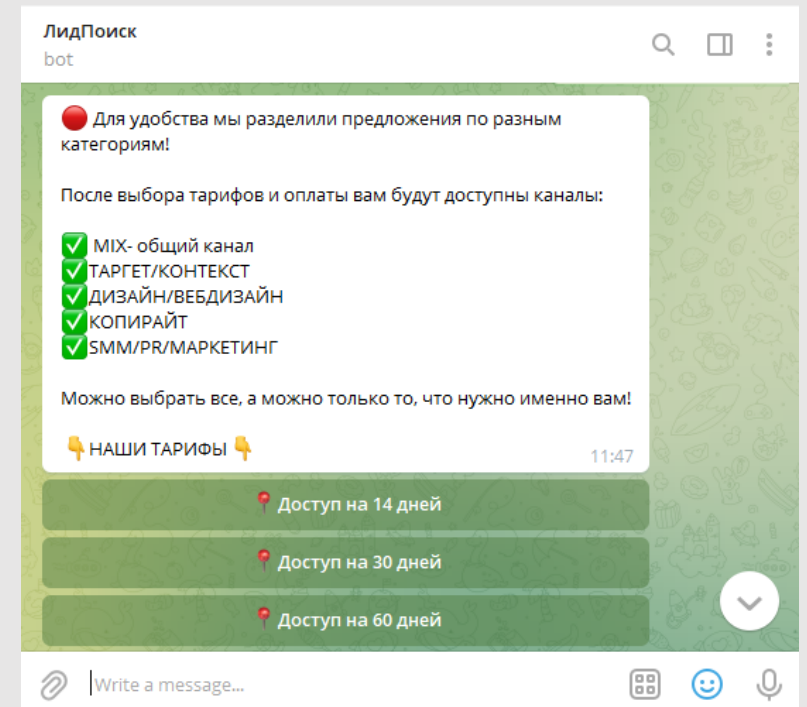 ЛидПоиск
bot
🔴 Для удобства мы разделили предложения по разным
категориям!
После выбора тарифов и оплаты вам будут доступны каналы:
✅ MIX- общий канал
✅ТАРГЕТ/КОНТЕКСТ
✅ДИЗАЙН/ВЕБДИЗАЙН
✅КОПИРАЙТ
✅SMM/PR/МАРКЕТИНГ
Можно выбрать все, а можно только то, что нужно именно вам!
👇НАШИ ТАРИФЫ👇
11:47
📍Доступ на 14 дней
📍Доступ на 30 дней
📍Доступ на 60 дней
Write a message...